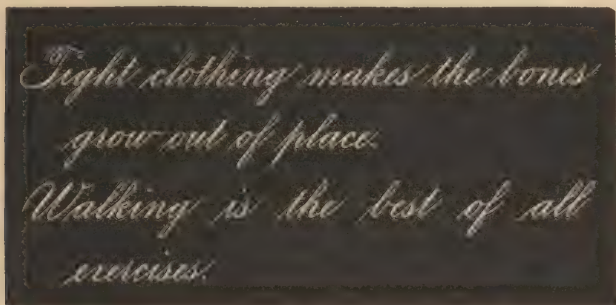 Tight clothing makes the bones
grow out of place.
Walking is the best of all
exercises.